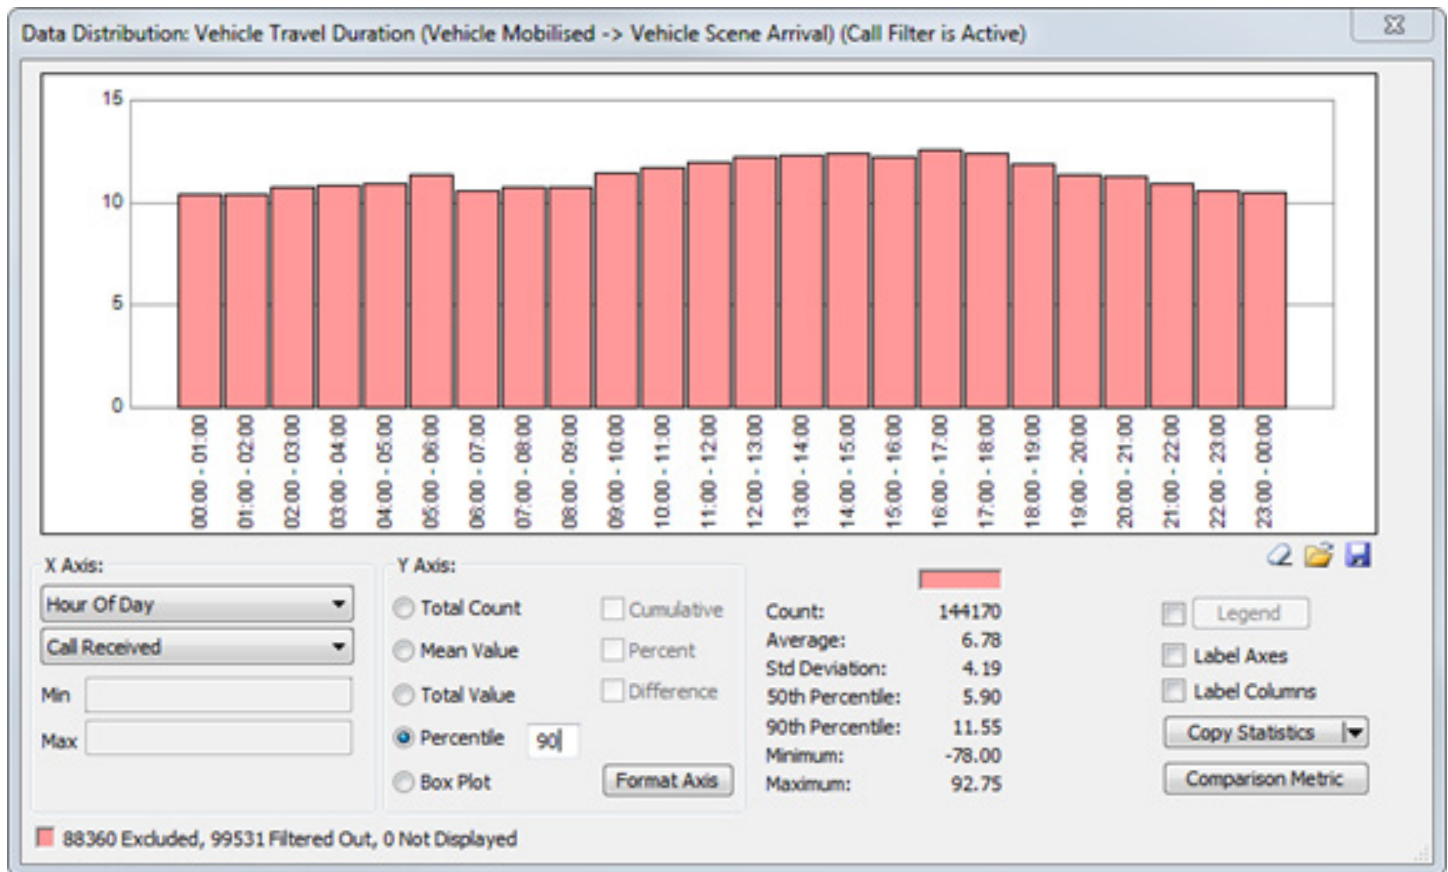 Data Distribution: Vehicle Travel Duration (Vehicle Mobilised -> Vehicle Scene Arrival) (Call Filter is Active)
15
10
5
0
00:00 - 01:00
01:00 - 02:00
02:00 - 03:00
03:00 - 04:00
04:00 - 05:00
05:00 - 06:00
06:00 - 07:00
07:00 - 08:00
08:00 - 09:00
09:00 - 10:00
10:00 - 11:00
11:00 - 12:00
12:00 - 13:00
13:00 - 14:00
14:00 - 15:00
15:00 - 16:00
16:00 - 17:00
17:00 - 18:00
18:00 - 19:00
19:00 - 20:00
20:00 - 21:00
21:00 - 22:00
22:00 - 23:00
23:00 - 00:00
X Axis:
Hour Of Day
Call Received
Min
Max
Y Axis:
Total Count
Cumulative
Mean Value
Percent
Total Value
Difference
Percentile 90
Box Plot
Format Axis
Count: 144170
Average: 6.78
Std Deviation: 4.19
50th Percentile: 5.90
90th Percentile: 11.55
Minimum: -78.00
Maximum: 92.75
Legend
Label Axes
Label Columns
Copy Statistics
Comparison Metric
88360 Excluded, 99531 Filtered Out, 0 Not Displayed